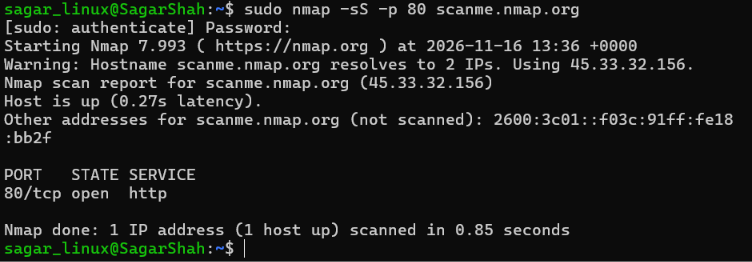 sagar_linux@SagarShah:~$ sudo nmap -sS -p 80 scanme.nmap.org
[sudo: authenticate] Password:
Starting Nmap 7.993 ( https://nmap.org ) at 2026-11-16 13:36 +0000
Warning: Hostname scanme.nmap.org resolves to 2 IPs. Using 45.33.32.156.
Nmap scan report for scanme.nmap.org (45.33.32.156)
Host is up (0.27s latency).
Other addresses for scanme.nmap.org (not scanned): 2600:3c01::f03c:91ff:fe18
:bb2f
PORT   STATE SERVICE
80/tcp open  http
Nmap done: 1 IP address (1 host up) scanned in 0.85 seconds
sagar_linux@SagarShah:~$